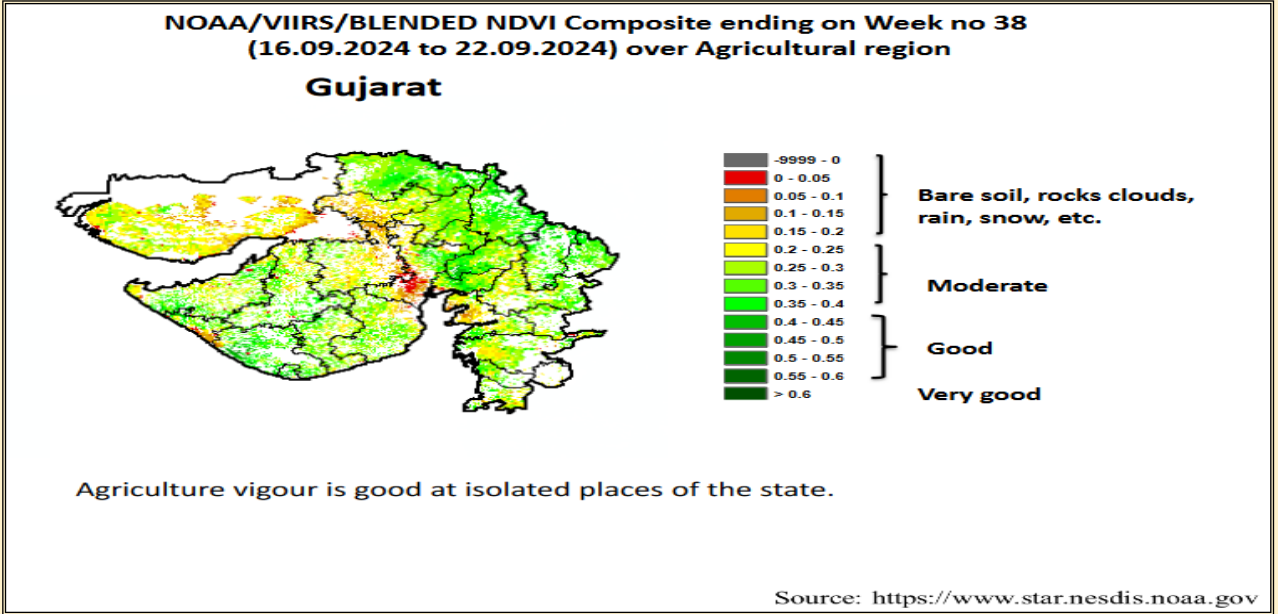 NOAA/VIIRS/BLENDED NDVI Composite ending on Week no 38
(16.09.2024 to 22.09.2024) over Agricultural region
Gujarat
-9999 - 0
0 - 0.05
0.05 - 0.1
0.1 - 0.15
0.15 - 0.2
Bare soil, rocks clouds,
rain, snow, etc.
0.2 - 0.25
0.25 - 0.3
0.3 - 0.35
0.35 - 0.4
Moderate
0.4 - 0.45
0.45 - 0.5
0.5 - 0.55
0.55 - 0.6
Good
> 0.6
Very good
Agriculture vigour is good at isolated places of the state.
Source: https://www.star.nesdis.noaa.gov